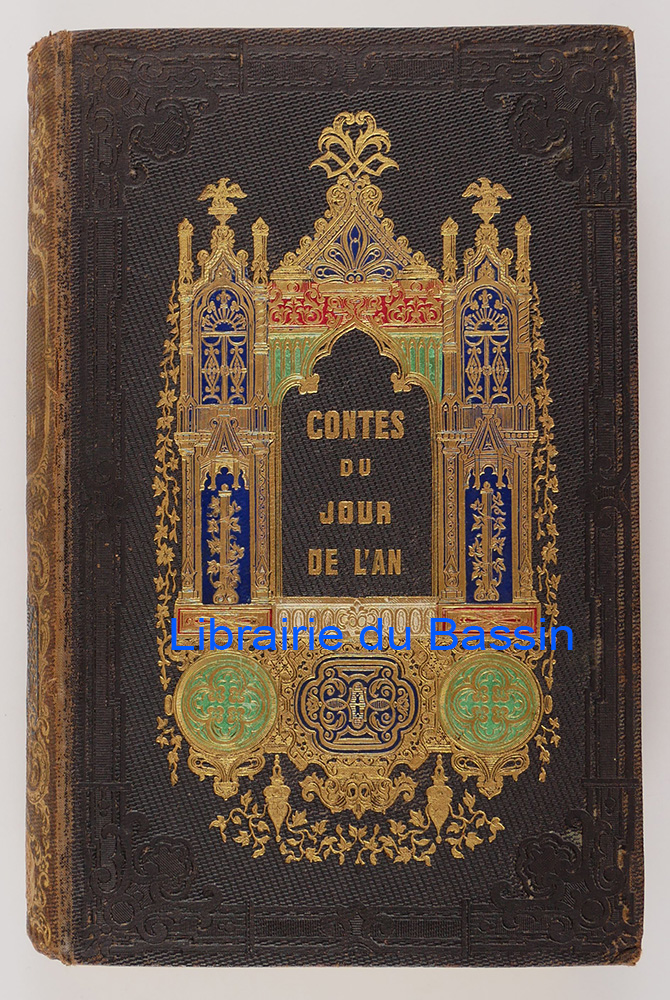 CONTES
DU
JOUR
DE L'AN
Librairie du Bassin